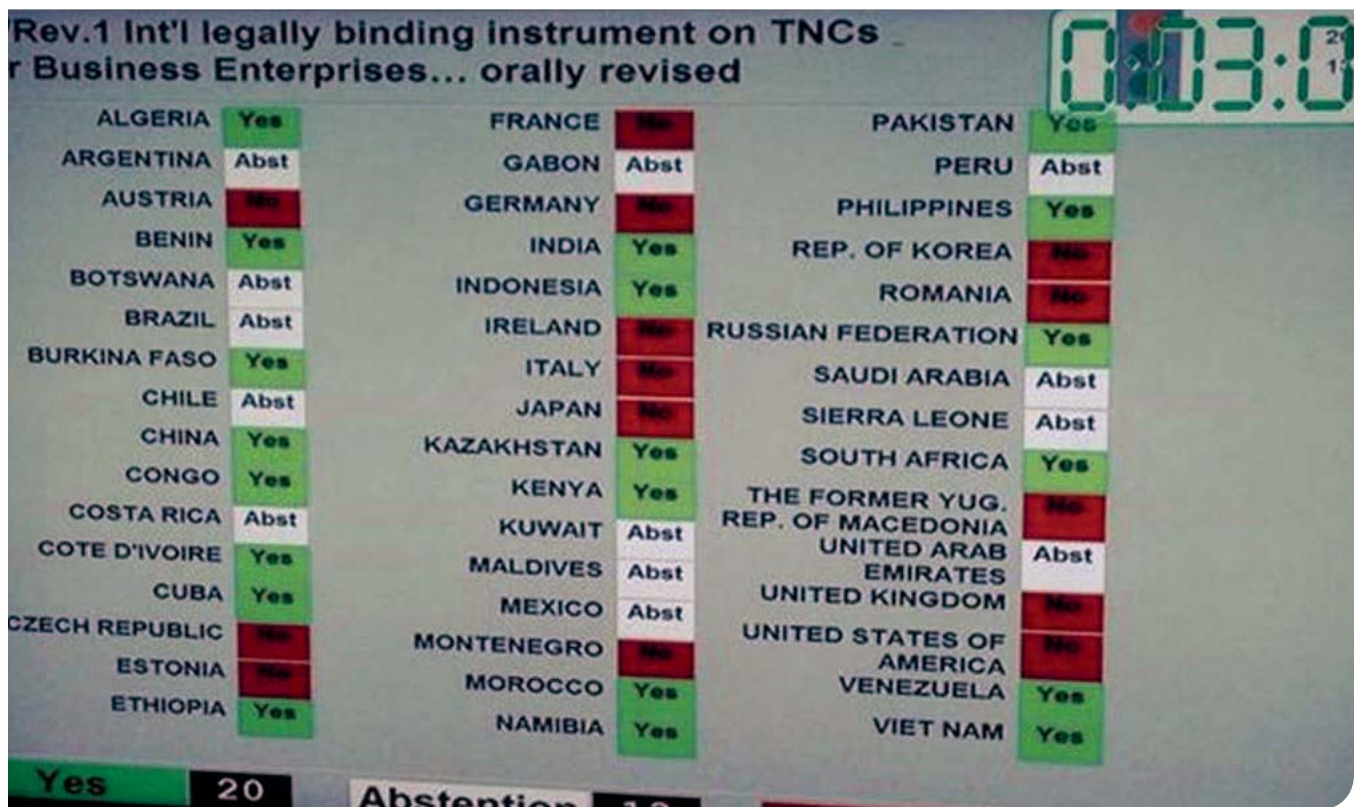 Rev.1 Int'l legally binding instrument on TNCs
r Business Enterprises... orally revised
0:03:0
ALGERIA Yes
ARGENTINA Abst
AUSTRIA No
BENIN Yes
BOTSWANA Abst
BRAZIL Abst
BURKINA FASO Yes
CHILE Abst
CHINA Yes
CONGO Yes
COSTA RICA Abst
COTE D'IVOIRE Yes
CUBA Yes
CZECH REPUBLIC No
ESTONIA No
ETHIOPIA Yes
FRANCE No
GABON Abst
GERMANY No
INDIA Yes
INDONESIA Yes
IRELAND No
ITALY No
JAPAN No
KAZAKHSTAN Yes
KENYA Yes
KUWAIT Abst
MALDIVES Abst
MEXICO Abst
MONTENEGRO No
MOROCCO Yes
NAMIBIA Yes
PAKISTAN Yes
PERU Abst
PHILIPPINES Yes
REP. OF KOREA No
ROMANIA No
RUSSIAN FEDERATION Yes
SAUDI ARABIA Abst
SIERRA LEONE Abst
SOUTH AFRICA Yes
THE FORMER YUG. No
REP. OF MACEDONIA
UNITED ARAB Abst
EMIRATES
UNITED KINGDOM No
UNITED STATES OF No
AMERICA
VENEZUELA Yes
VIET NAM Yes
Yes 20 Abstention